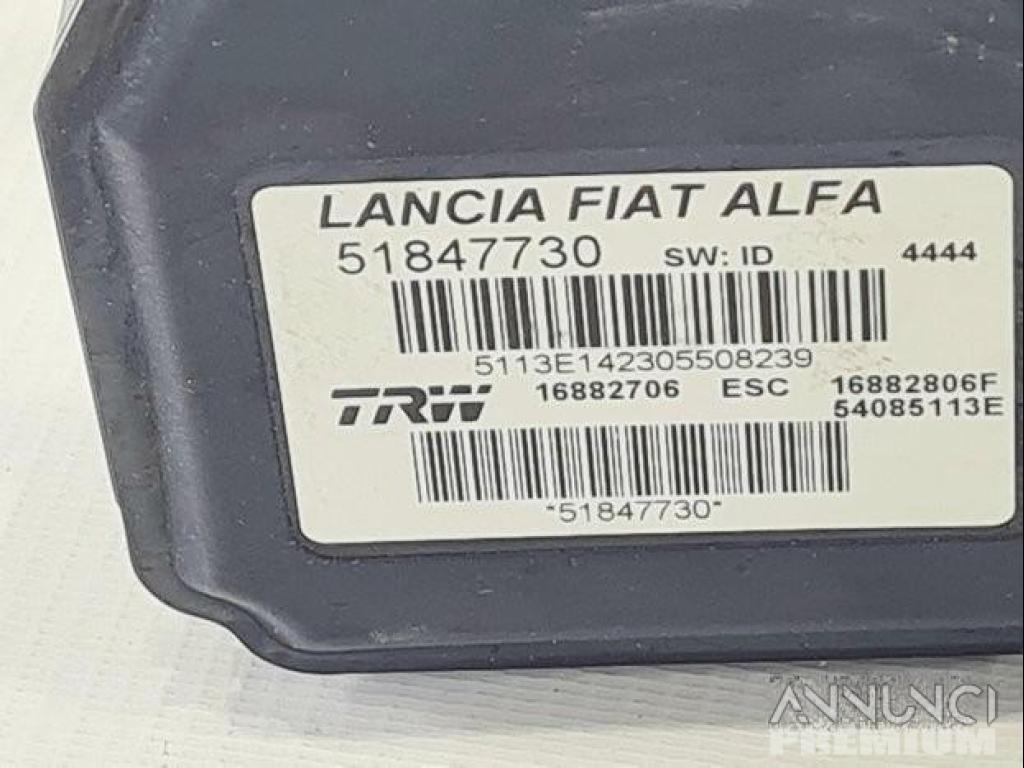 LANCIA FIAT ALFA
51847730 SW: ID 4444
5113E142305508239
TRW 16882706 ESC 16882806F
54085113E
*51847730*
ANNUNCI
PREMIUM